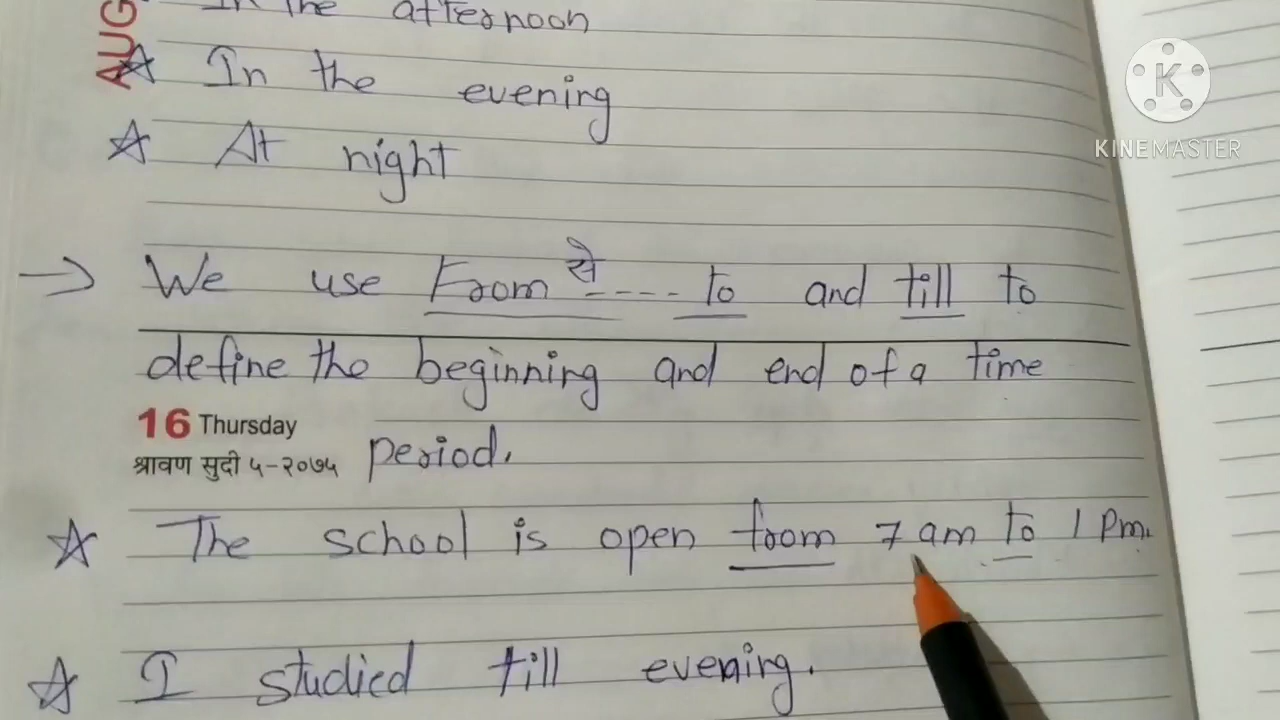 AUG
In the afternoon
☆ In the evening
☆ At night
→ We use From से ---- to and till to
define the beginning and end of a time
16 Thursday
श्रावण सुदी ५-२०७५ period.
☆ The school is open from 7 am to 1 Pm.
☆ I studied till evening.
K
KINEMASTER